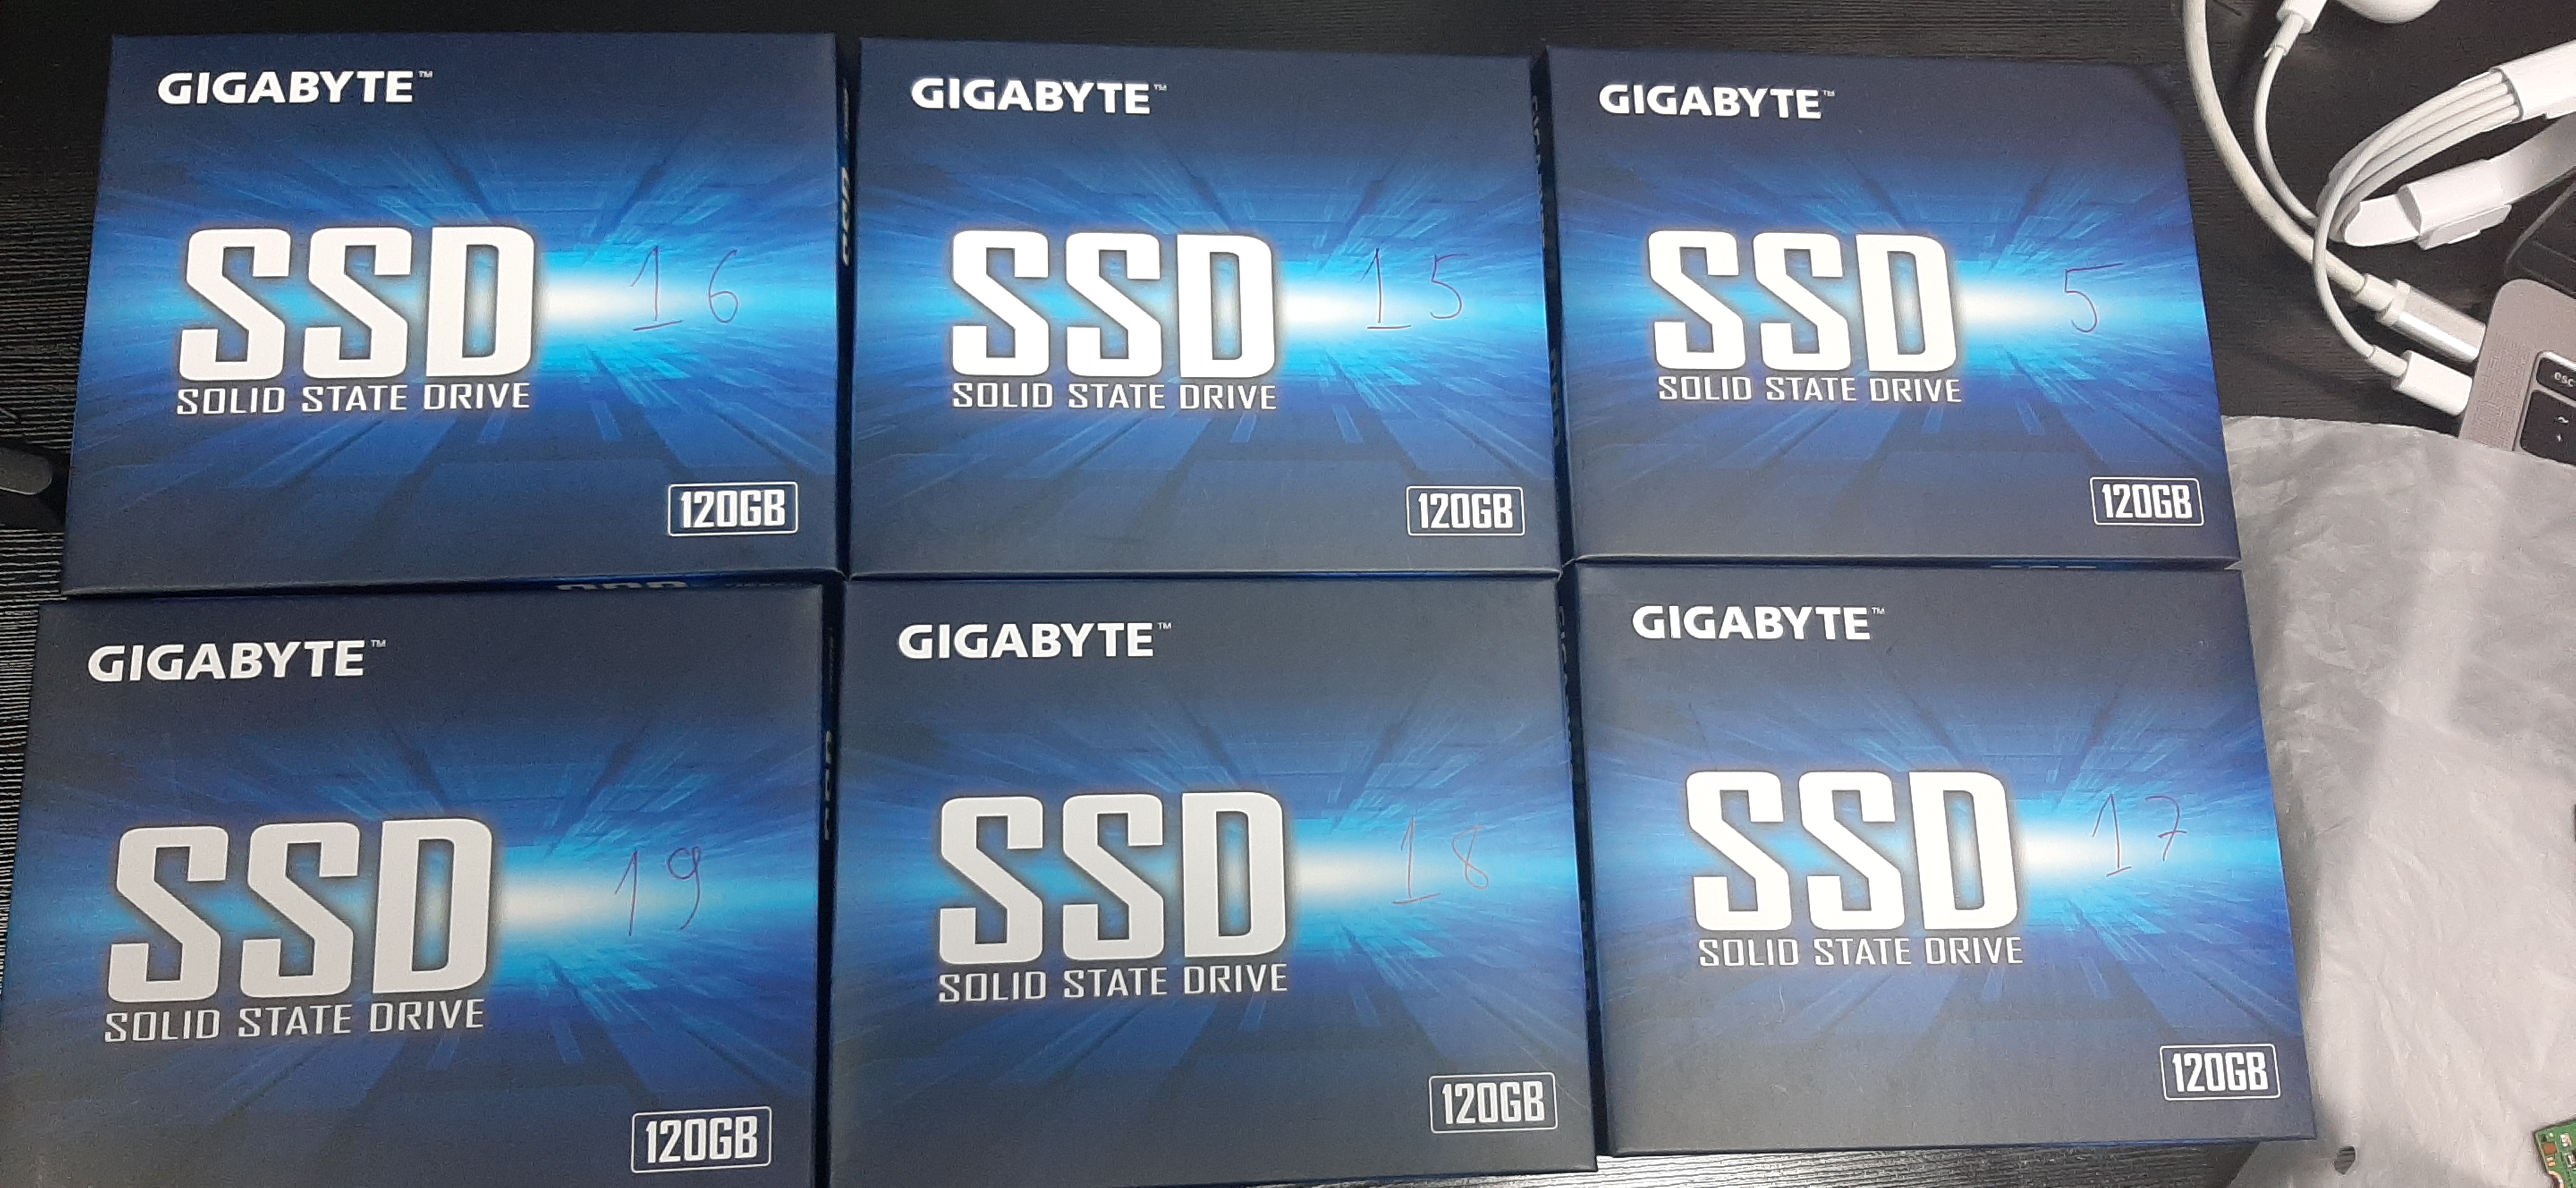 GIGABYTE™
SSD
SOLID STATE DRIVE
16
120GB
GIGABYTE™
SSD
SOLID STATE DRIVE
15
120GB
GIGABYTE™
SSD
SOLID STATE DRIVE
5
120GB
GIGABYTE™
SSD
SOLID STATE DRIVE
19
120GB
GIGABYTE™
SSD
SOLID STATE DRIVE
18
120GB
GIGABYTE™
SSD
SOLID STATE DRIVE
17
120GB
esc